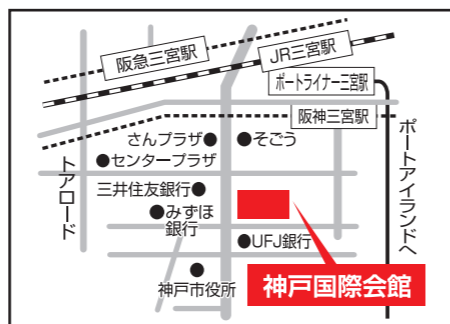 阪急三宮駅
JR三宮駅
ポートライナー三宮駅
阪神三宮駅
さんプラザ
そごう
センタープラザ
トアロード
ポートアイランドへ
三井住友銀行
みずほ
銀行
UFJ銀行
神戸市役所
神戸国際会館